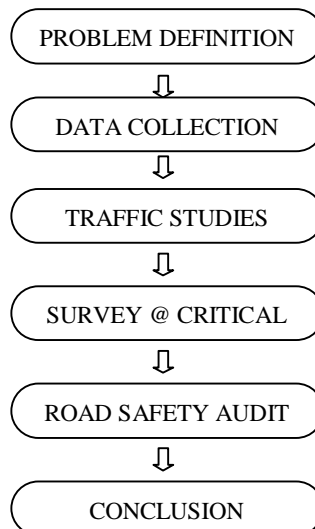 PROBLEM DEFINITION
DATA COLLECTION
TRAFFIC STUDIES
SURVEY @ CRITICAL
ROAD SAFETY AUDIT
CONCLUSION